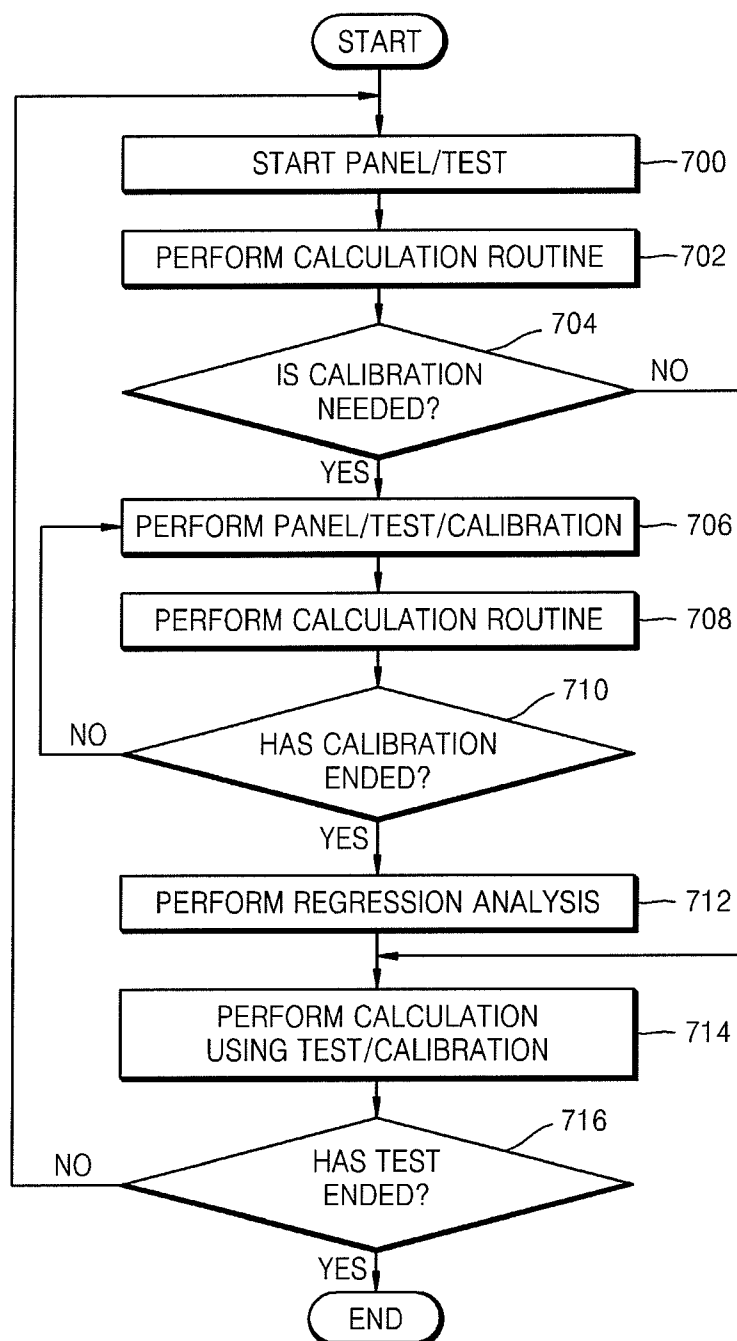 START
START PANEL/TEST
700
PERFORM CALCULATION ROUTINE
702
704
IS CALIBRATION
NEEDED?
NO
YES
PERFORM PANEL/TEST/CALIBRATION
706
PERFORM CALCULATION ROUTINE
708
710
NO
HAS CALIBRATION
ENDED?
YES
PERFORM REGRESSION ANALYSIS
712
PERFORM CALCULATION
USING TEST/CALIBRATION
714
716
NO
HAS TEST
ENDED?
YES
END